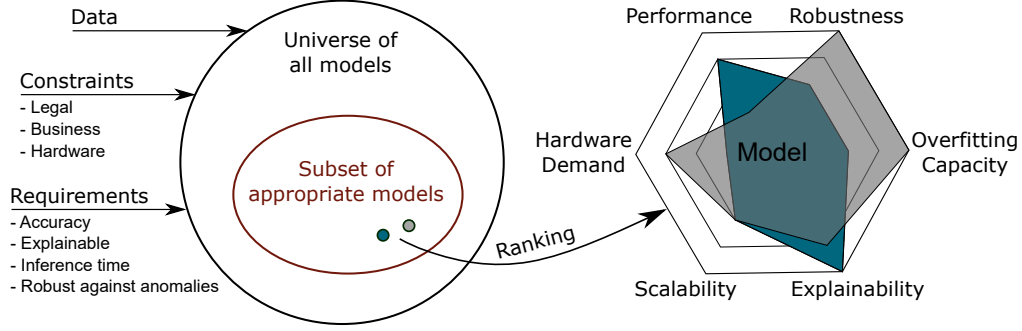 Data
Constraints
- Legal
- Business
- Hardware
Requirements
- Accuracy
- Explainable
- Inference time
- Robust against anomalies
Universe of
all models
Subset of
appropriate models
Ranking
Performance
Robustness
Hardware
Demand
Model
Overfitting
Capacity
Scalability
Explainability